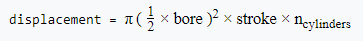 displacement = π ( 1/2 × bore )² × stroke × n_cylinders